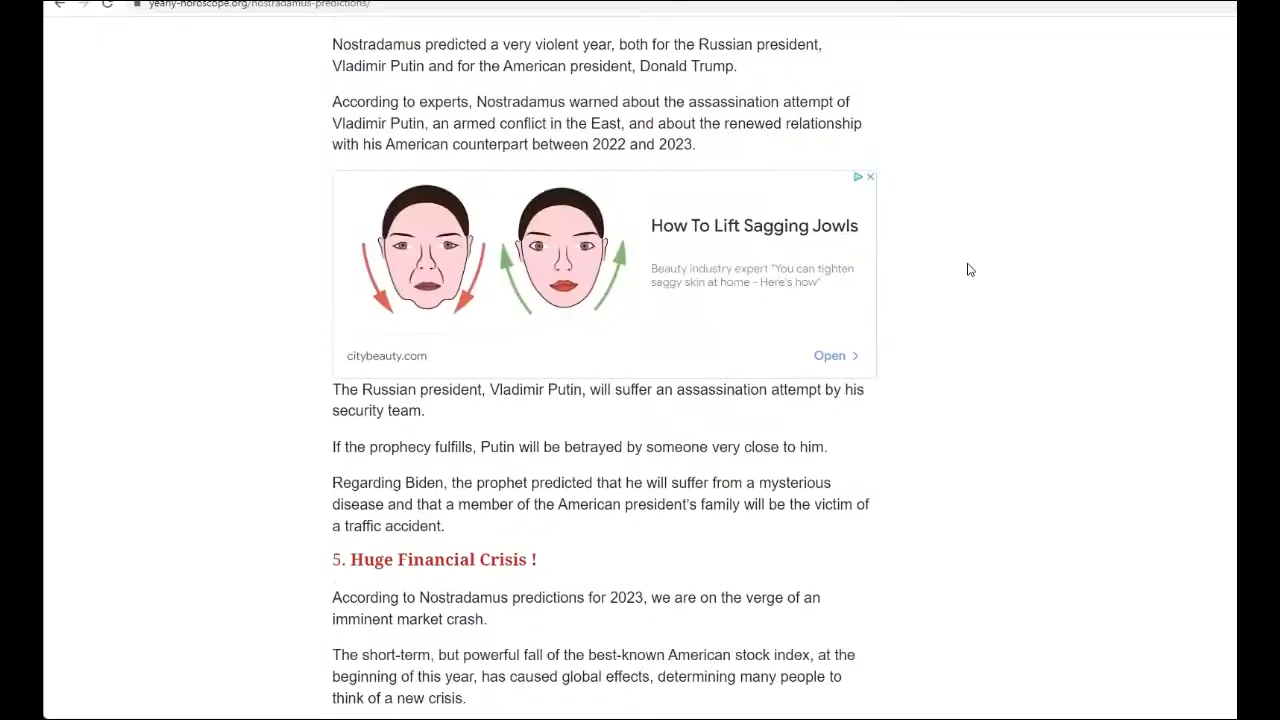 yearly-horoscope.org/nostradamus-predictions/
Nostradamus predicted a very violent year, both for the Russian president,
Vladimir Putin and for the American president, Donald Trump.
According to experts, Nostradamus warned about the assassination attempt of
Vladimir Putin, an armed conflict in the East, and about the renewed relationship
with his American counterpart between 2022 and 2023.
How To Lift Sagging Jowls
Beauty industry expert "You can tighten
saggy skin at home - Here's how"
citybeauty.com
Open
The Russian president, Vladimir Putin, will suffer an assassination attempt by his
security team.
If the prophecy fulfills, Putin will be betrayed by someone very close to him.
Regarding Biden, the prophet predicted that he will suffer from a mysterious
disease and that a member of the American president's family will be the victim of
a traffic accident.
5. Huge Financial Crisis !
According to Nostradamus predictions for 2023, we are on the verge of an
imminent market crash.
The short-term, but powerful fall of the best-known American stock index, at the
beginning of this year, has caused global effects, determining many people to
think of a new crisis.